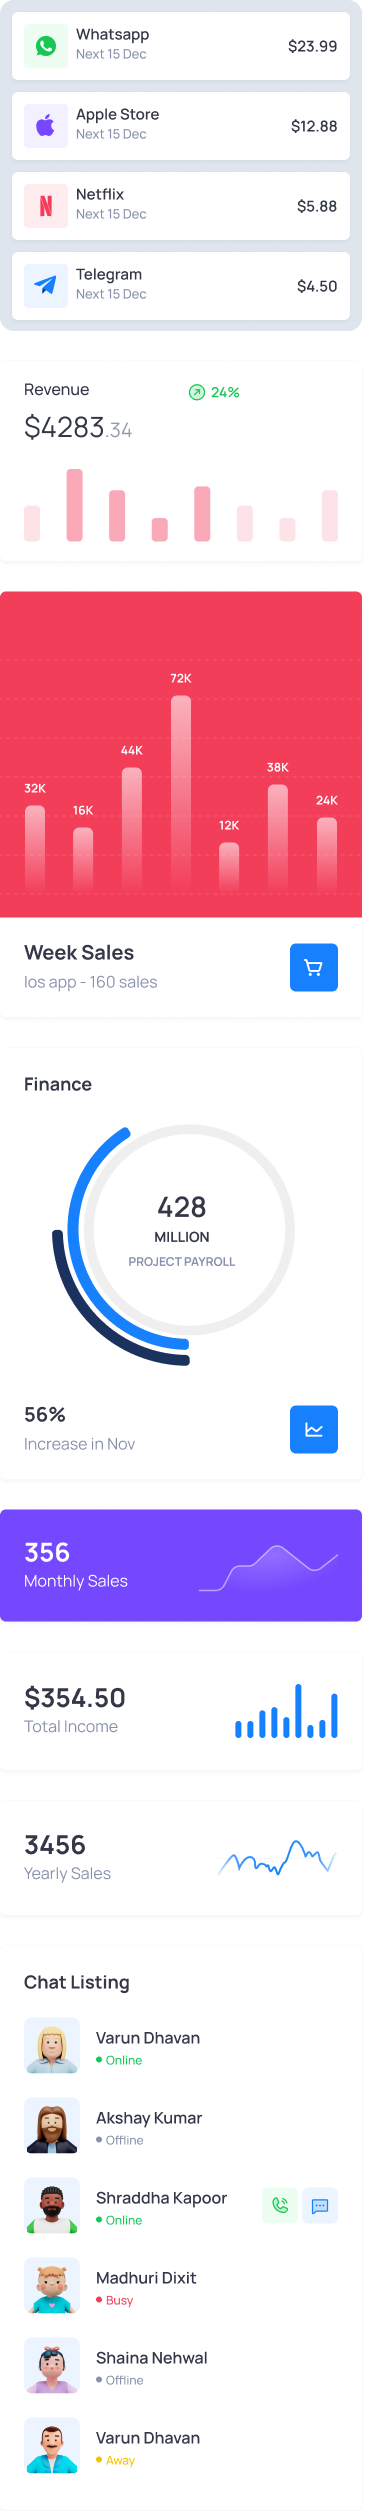 Whatsapp
Next 15 Dec
$23.99
Apple Store
Next 15 Dec
$12.88
Netflix
Next 15 Dec
$5.88
Telegram
Next 15 Dec
$4.50
Revenue
24%
$4283.34
72K
44K
38K
32K
24K
16K
12K
Week Sales
Ios app - 160 sales
Finance
428
MILLION
PROJECT PAYROLL
56%
Increase in Nov
356
Monthly Sales
$354.50
Total Income
3456
Yearly Sales
Chat Listing
Varun Dhavan
Online
Akshay Kumar
Offline
Shraddha Kapoor
Online
Madhuri Dixit
Busy
Shaina Nehwal
Offline
Varun Dhavan
Away